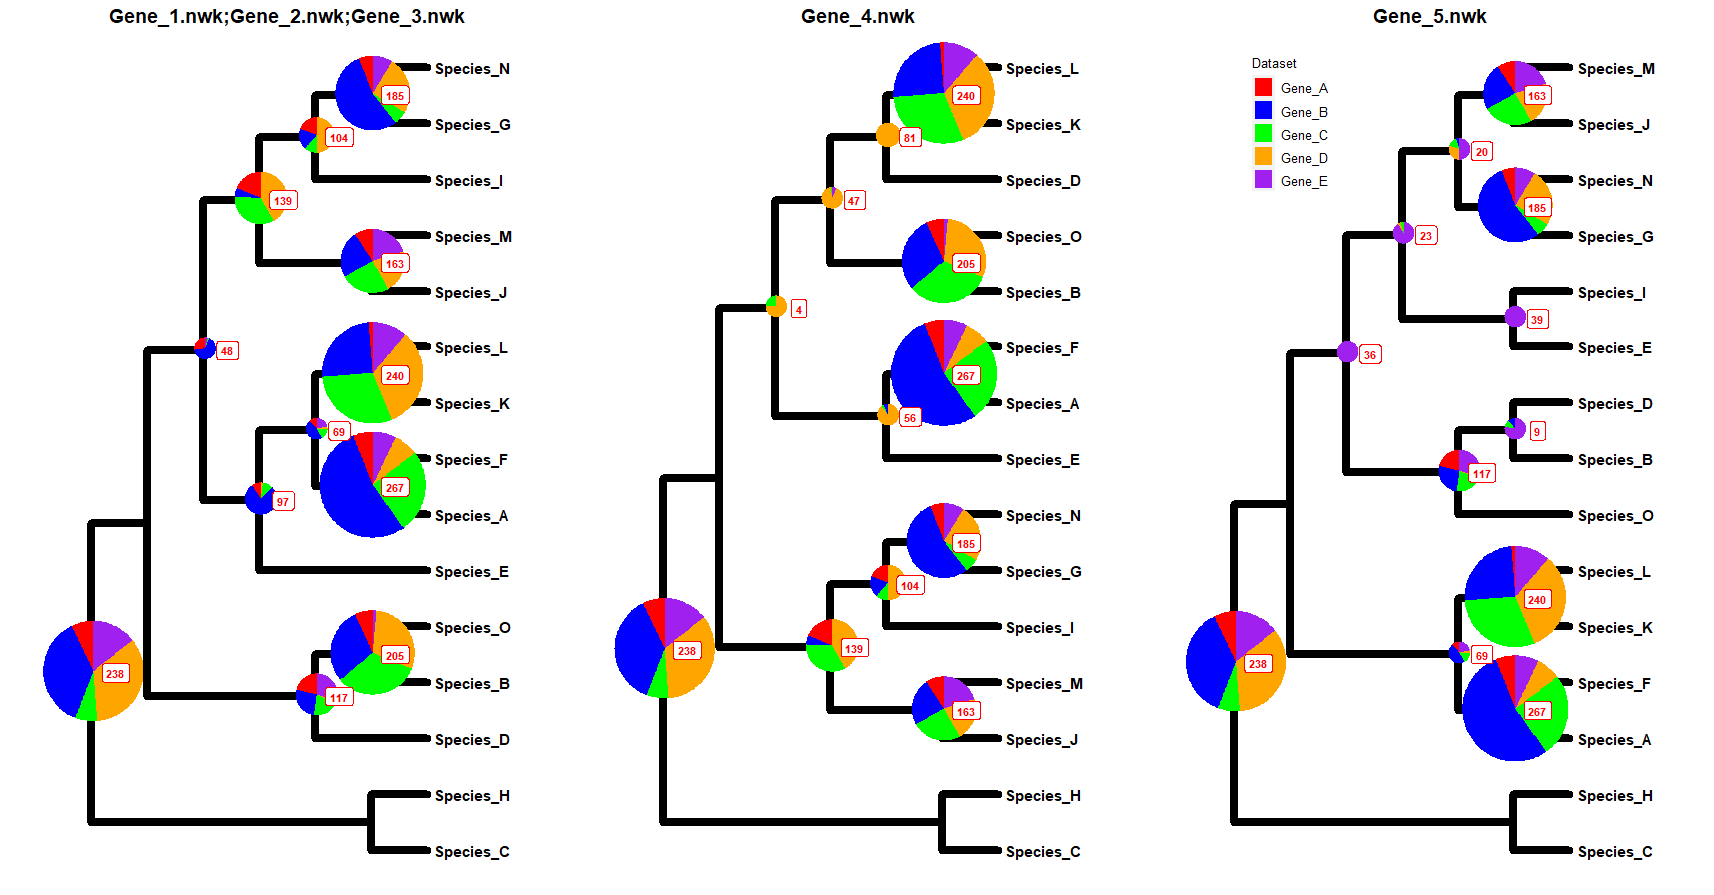 Gene_1.nwk;Gene_2.nwk;Gene_3.nwk
Species_N
185
Species_G
104
Species_I
139
Species_M
163
Species_J
48
Species_L
240
Species_K
69
Species_F
267
97
Species_A
Species_E
Species_O
205
238
Species_B
117
Species_D
Species_H
Species_C
Gene_4.nwk
Species_L
240
Species_K
81
Species_D
47
Species_O
205
Species_B
4
Species_F
267
Species_A
56
Species_E
Species_N
185
Species_G
104
Species_I
139
238
Species_M
163
Species_J
Species_H
Species_C
Gene_5.nwk
Dataset
Gene_A
Gene_B
Gene_C
Gene_D
Gene_E
Species_M
163
Species_J
20
Species_N
185
23
Species_G
Species_I
39
Species_E
36
Species_D
9
Species_B
117
Species_O
Species_L
240
Species_K
69
238
Species_F
267
Species_A
Species_H
Species_C